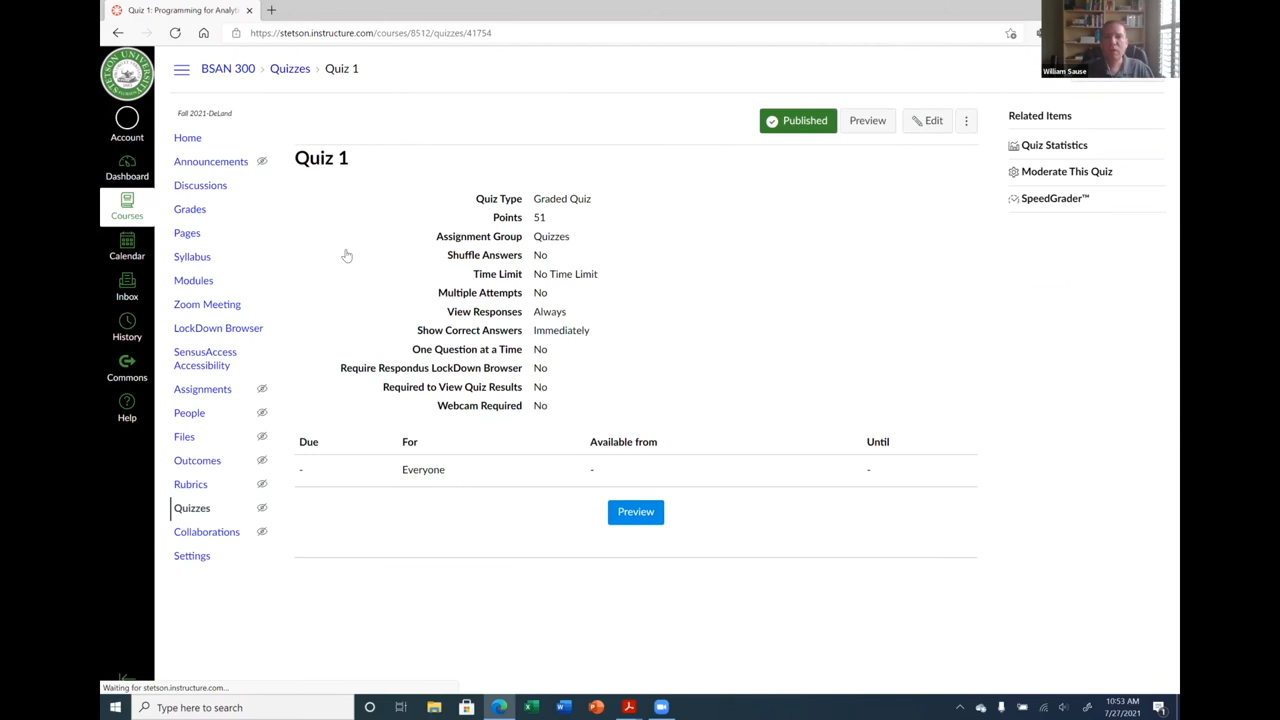 Quiz 1: Programming for Analyt
https://stetson.instructure.com/courses/8512/quizzes/41754
William Sause
BSAN 300 › Quizzes › Quiz 1
Account
Dashboard
Courses
Calendar
Inbox
History
Commons
Help
Fall 2021-DeLand
Home
Announcements
Discussions
Grades
Pages
Syllabus
Modules
Zoom Meeting
LockDown Browser
SensusAccess
Accessibility
Assignments
People
Files
Outcomes
Rubrics
Quizzes
Collaborations
Settings
Published Preview Edit
Quiz 1
Quiz Type Graded Quiz
Points 51
Assignment Group Quizzes
Shuffle Answers No
Time Limit No Time Limit
Multiple Attempts No
View Responses Always
Show Correct Answers Immediately
One Question at a Time No
Require Respondus LockDown Browser No
Required to View Quiz Results No
Webcam Required No
Due For Available from Until
- Everyone - -
Preview
Related Items
Quiz Statistics
Moderate This Quiz
SpeedGrader™
Waiting for stetson.instructure.com...
Type here to search
10:53 AM
7/27/2021